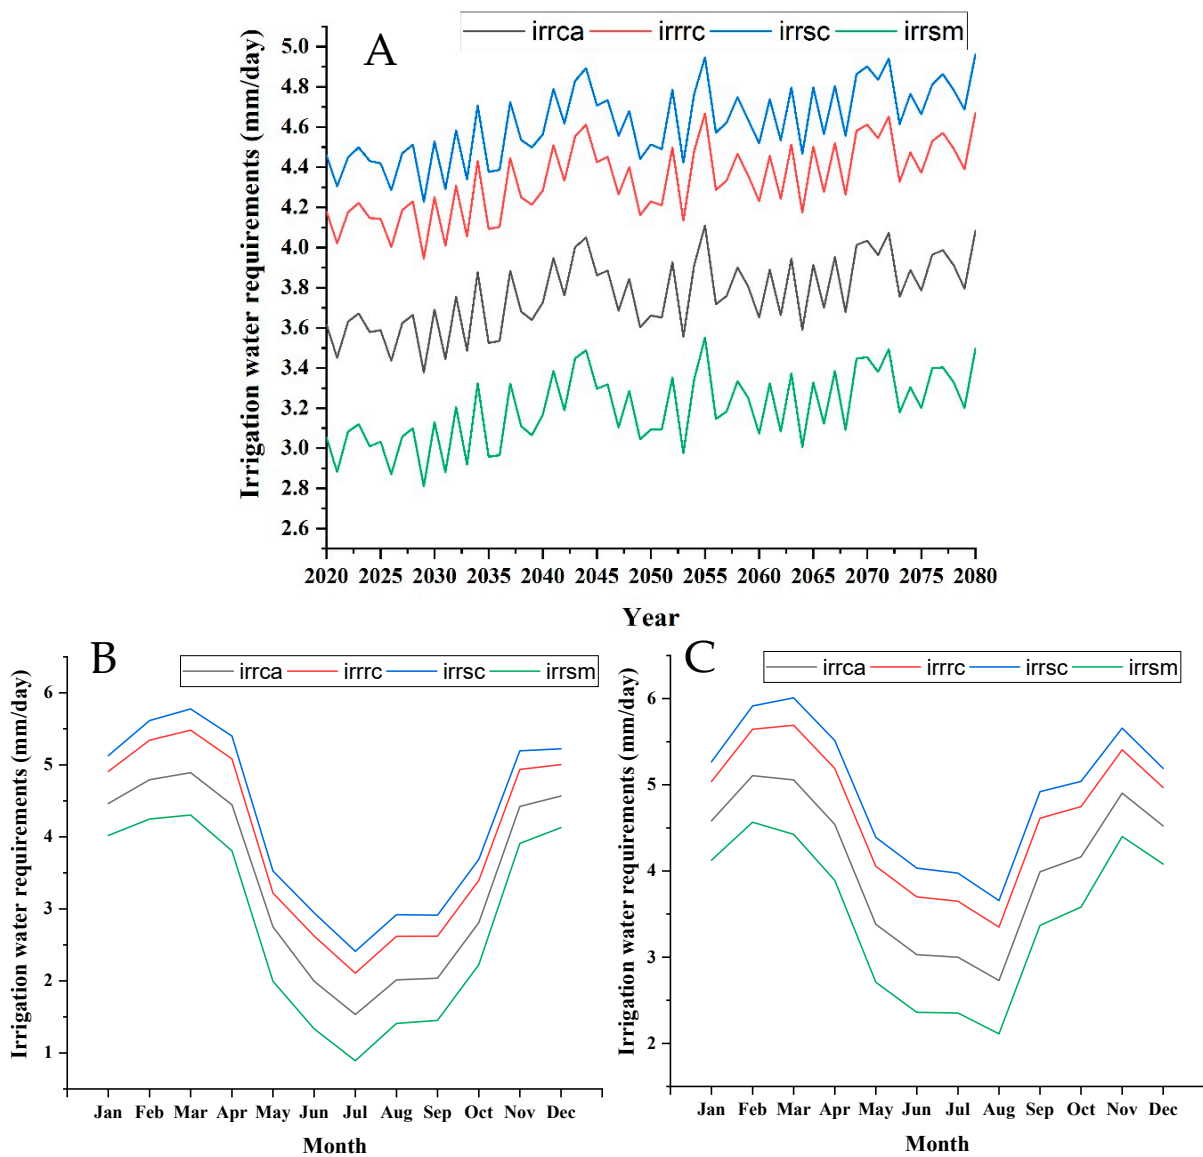 irrca irrrc irrsc irrsm
A
Irrigation water requirements (mm/day)
5.0
4.8
4.6
4.4
4.2
4.0
3.8
3.6
3.4
3.2
3.0
2.8
2.6
2020 2025 2030 2035 2040 2045 2050 2055 2060 2065 2070 2075 2080
Year
B
irrca irrrc irrsc irrsm
Irrigation water requirements (mm/day)
6
5
4
3
2
1
Jan Feb Mar Apr May Jun Jul Aug Sep Oct Nov Dec
Month
C
irrca irrrc irrsc irrsm
Irrigation water requirements (mm/day)
6
5
4
3
2
Jan Feb Mar Apr May Jun Jul Aug Sep Oct Nov Dec
Month